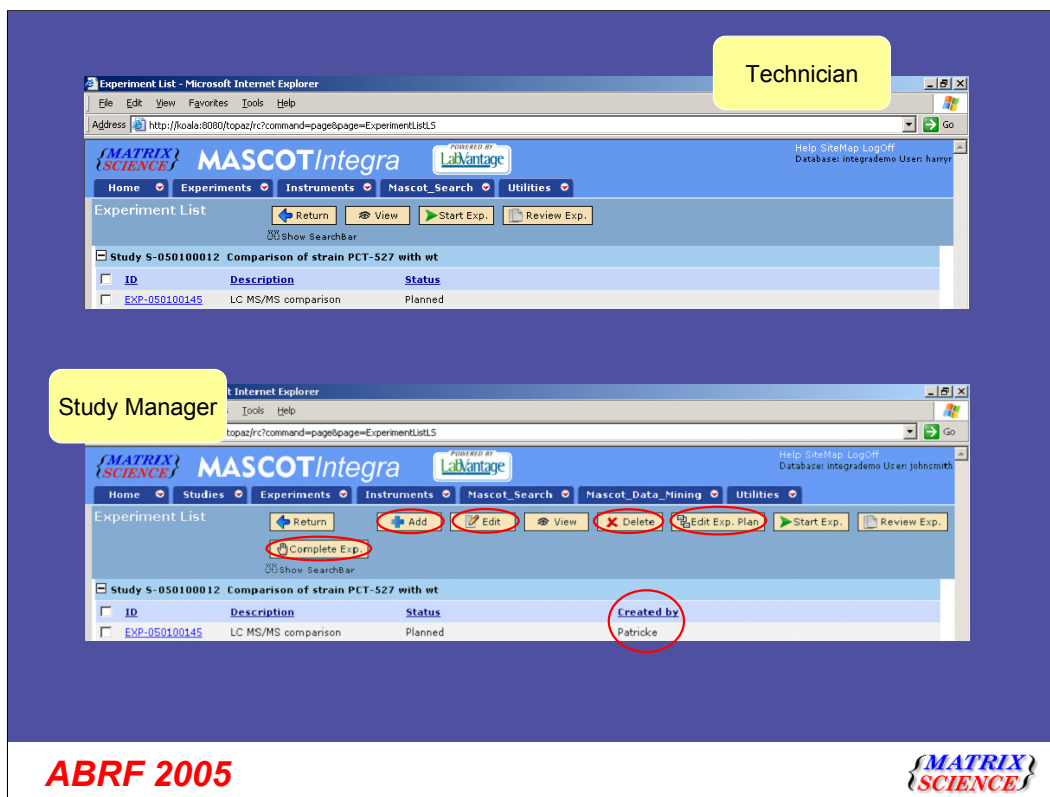 Technician
Experiment List - Microsoft Internet Explorer
File Edit View Favorites Tools Help
Address http://koala:8080/topaz/rc?command=page&page=ExperimentListLS Go
{MATRIX SCIENCE} MASCOTIntegra POWERED BY LabVantage
Help SiteMap LogOff
Database: integrademo User: harryr
Home Experiments Instruments Mascot_Search Utilities
Experiment List Return View Start Exp. Review Exp.
Show SearchBar
Study S-050100012 Comparison of strain PCT-527 with wt
ID Description Status
EXP-050100145 LC MS/MS comparison Planned
Study Manager
t Internet Explorer
Tools Help
topaz/rc?command=page&page=ExperimentListLS Go
{MATRIX SCIENCE} MASCOTIntegra POWERED BY LabVantage
Help SiteMap LogOff
Database: integrademo User: johnsmith
Home Studies Experiments Instruments Mascot_Search Mascot_Data_Mining Utilities
Experiment List Return Add Edit View Delete Edit Exp. Plan Start Exp. Review Exp.
Complete Exp.
Show SearchBar
Study S-050100012 Comparison of strain PCT-527 with wt
ID Description Status Created by
EXP-050100145 LC MS/MS comparison Planned Patricke
ABRF 2005
{MATRIX SCIENCE}